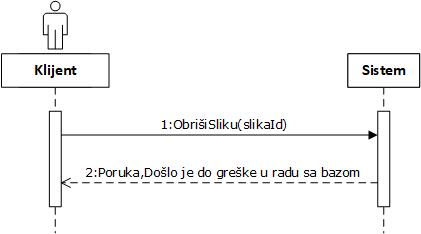 Klijent
Sistem
1:ObrišiSliku(slikaId)
2:Poruka,Došlo je do greške u radu sa bazom